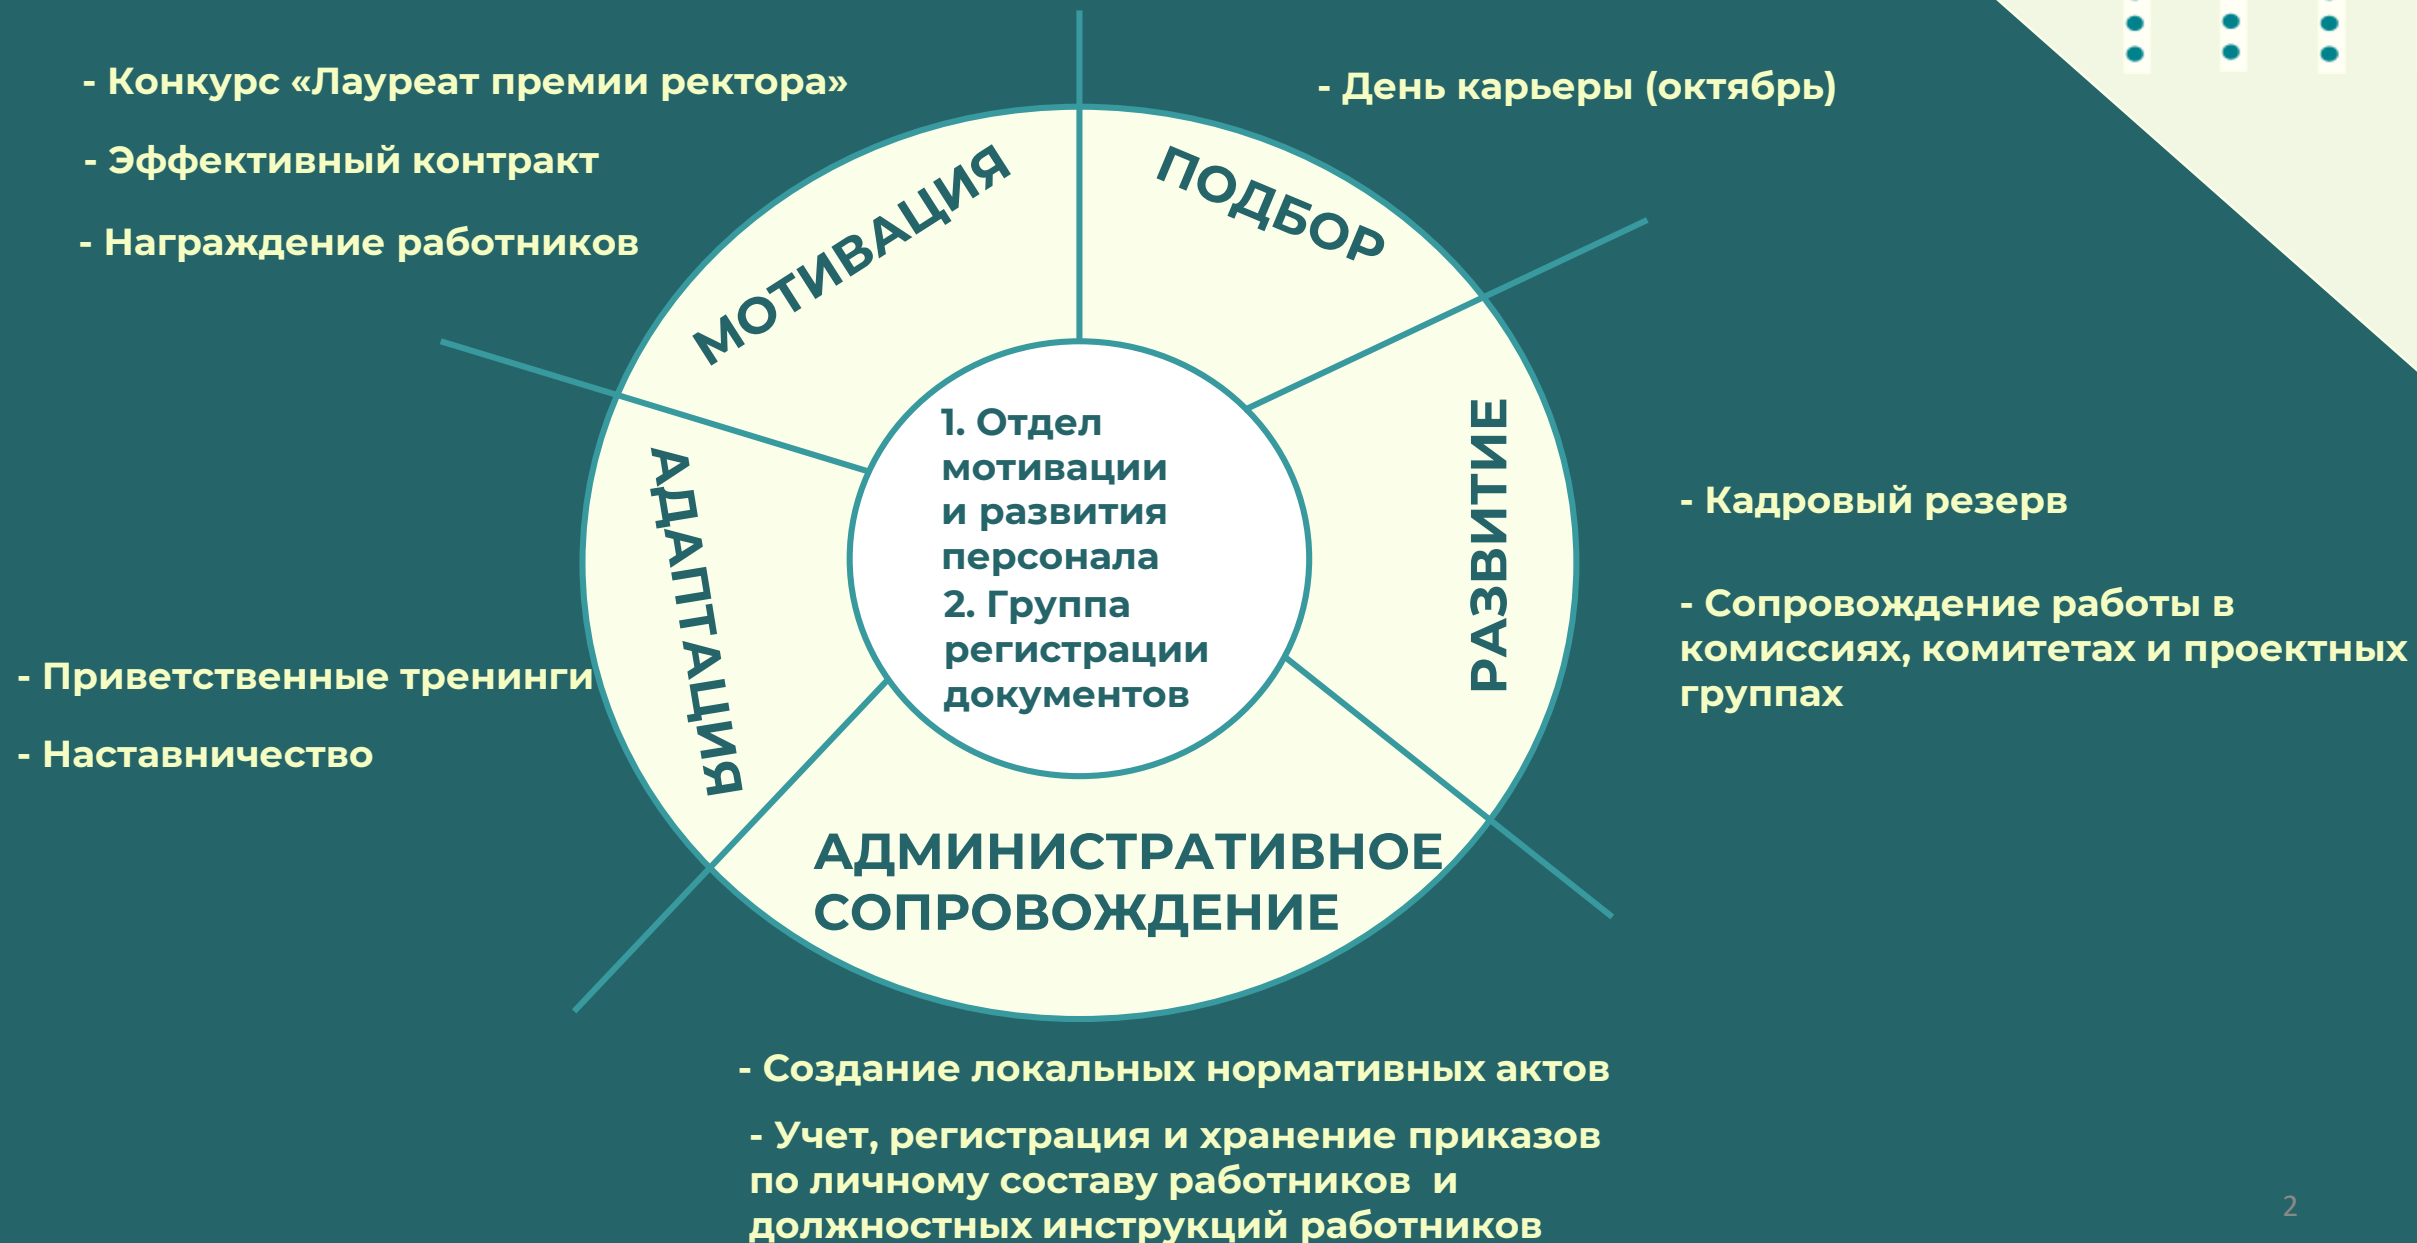 - Конкурс «Лауреат премии ректора»
- Эффективный контракт
- Награждение работников
- День карьеры (октябрь)
МОТИВАЦИЯ
ПОДБОР
РАЗВИТИЕ
АДАПТАЦИЯ
АДМИНИСТРАТИВНОЕ
СОПРОВОЖДЕНИЕ
1. Отдел
мотивации
и развития
персонала
2. Группа
регистрации
документов
- Кадровый резерв
- Сопровождение работы в
комиссиях, комитетах и проектных
группах
- Приветственные тренинги
- Наставничество
- Создание локальных нормативных актов
- Учет, регистрация и хранение приказов
по личному составу работников и
должностных инструкций работников
2